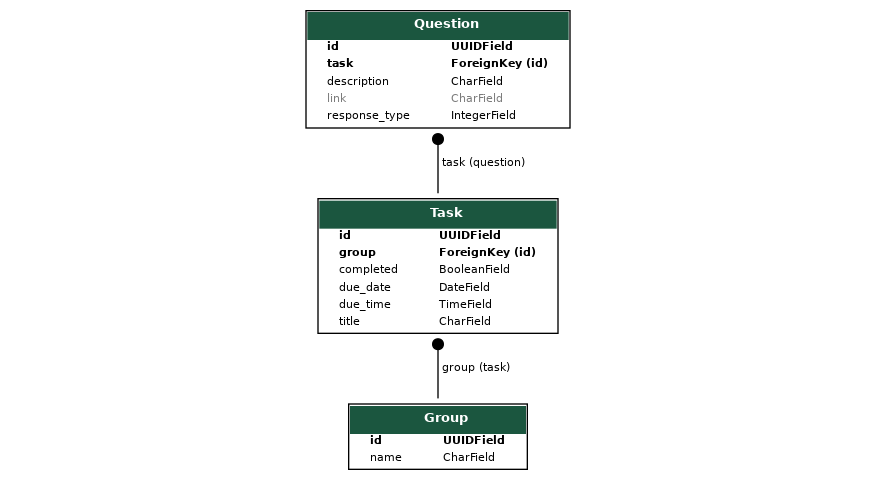 Question
id UUIDField
task ForeignKey (id)
description CharField
link CharField
response_type IntegerField
task (question)
Task
id UUIDField
group ForeignKey (id)
completed BooleanField
due_date DateField
due_time TimeField
title CharField
group (task)
Group
id UUIDField
name CharField